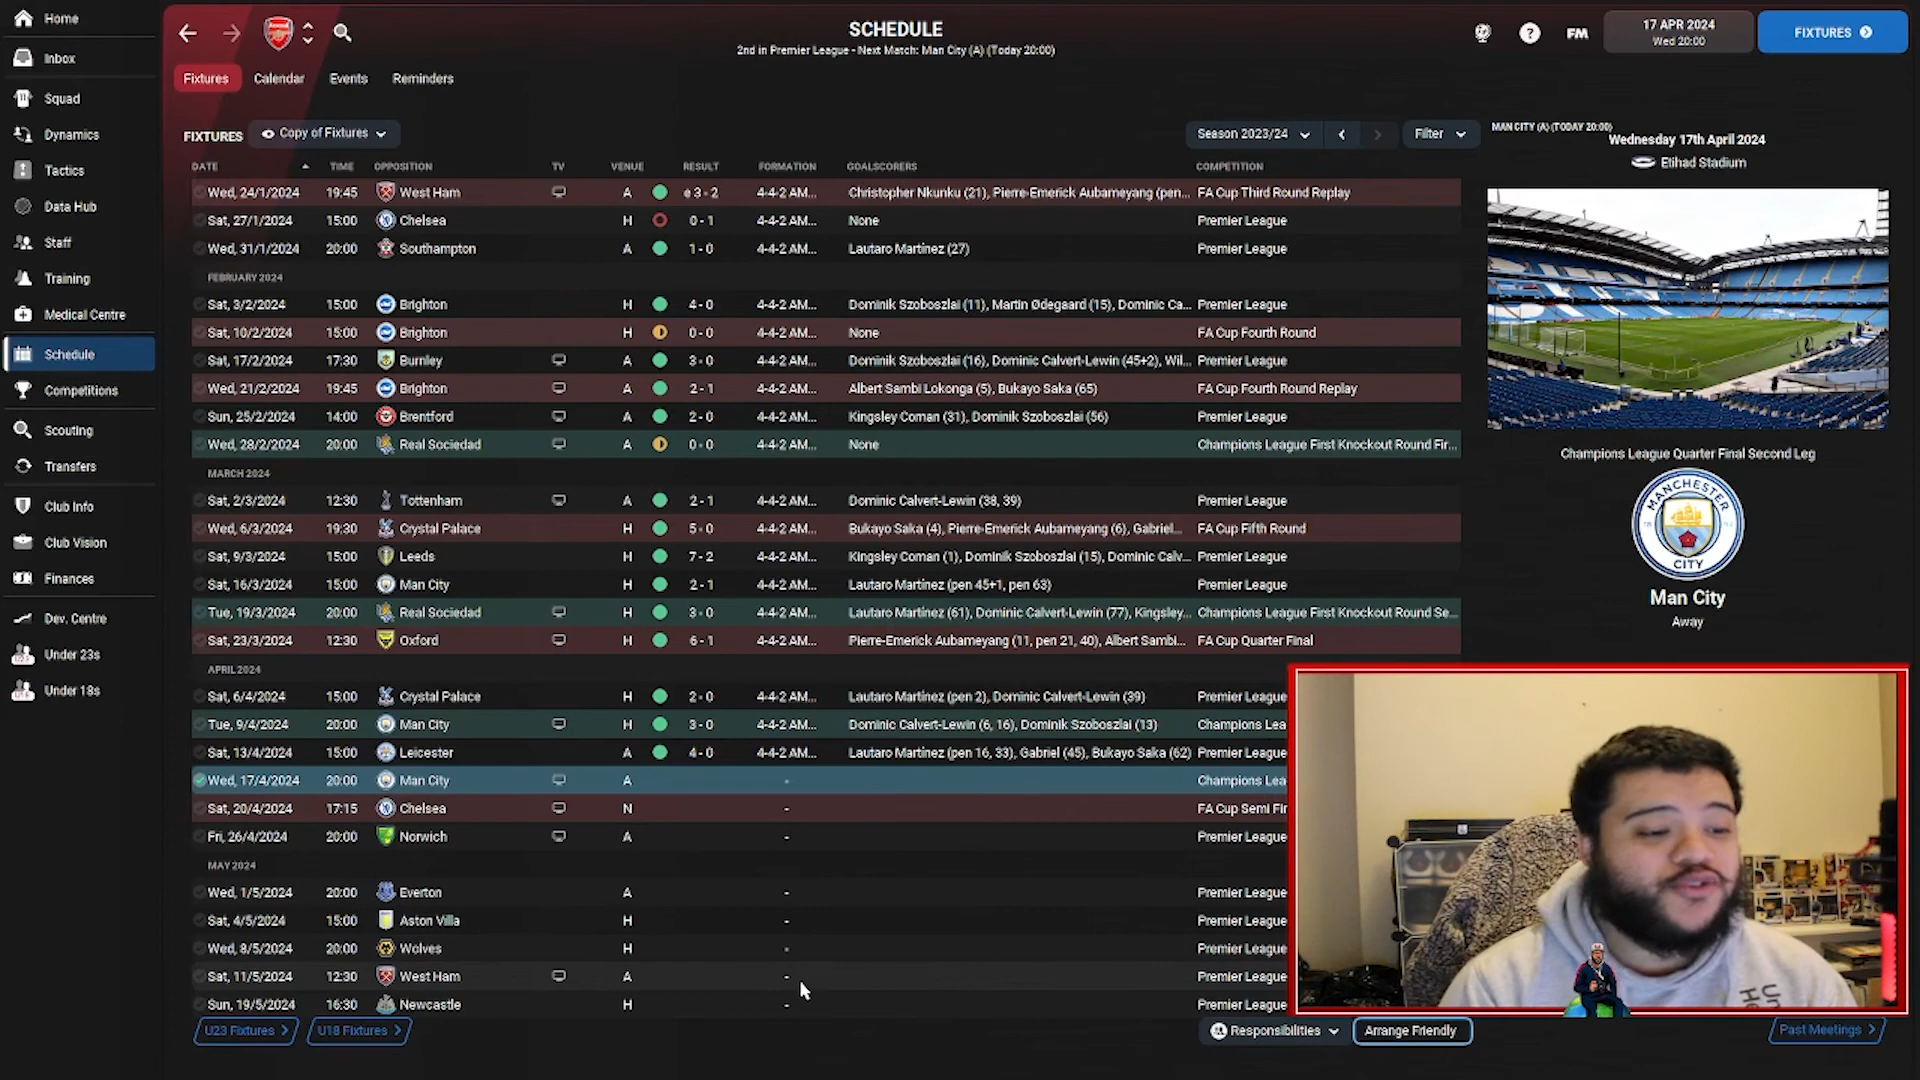 Home
Inbox
Squad
Dynamics
Tactics
Data Hub
Staff
Training
Medical Centre
Schedule
Competitions
Scouting
Transfers
Club Info
Club Vision
Finances
Dev. Centre
Under 23s
Under 18s
SCHEDULE
2nd in Premier League - Next Match: Man City (A) (Today 20:00)
FM
17 APR 2024
Wed 20:00
FIXTURES
Fixtures Calendar Events Reminders
FIXTURES Copy of Fixtures
Season 2023/24 Filter
DATE TIME OPPOSITION TV VENUE RESULT FORMATION GOALSCORERS COMPETITION
Wed, 24/1/2024 19:45 West Ham A e 3 - 2 4-4-2 AM... Christopher Nkunku (21), Pierre-Emerick Aubameyang (pen... FA Cup Third Round Replay
Sat, 27/1/2024 15:00 Chelsea H 0 - 1 4-4-2 AM... None Premier League
Wed, 31/1/2024 20:00 Southampton A 1 - 0 4-4-2 AM... Lautaro Martínez (27) Premier League
FEBRUARY 2024
Sat, 3/2/2024 15:00 Brighton H 4 - 0 4-4-2 AM... Dominik Szoboszlai (11), Martin Ødegaard (15), Dominic Ca... Premier League
Sat, 10/2/2024 15:00 Brighton H 0 - 0 4-4-2 AM... None FA Cup Fourth Round
Sat, 17/2/2024 17:30 Burnley A 3 - 0 4-4-2 AM... Dominik Szoboszlai (16), Dominic Calvert-Lewin (45+2), Wil... Premier League
Wed, 21/2/2024 19:45 Brighton A 2 - 1 4-4-2 AM... Albert Sambi Lokonga (5), Bukayo Saka (65) FA Cup Fourth Round Replay
Sun, 25/2/2024 14:00 Brentford A 2 - 0 4-4-2 AM... Kingsley Coman (31), Dominik Szoboszlai (56) Premier League
Wed, 28/2/2024 20:00 Real Sociedad A 0 - 0 4-4-2 AM... None Champions League First Knockout Round Fir...
MARCH 2024
Sat, 2/3/2024 12:30 Tottenham A 2 - 1 4-4-2 AM... Dominic Calvert-Lewin (38, 39) Premier League
Wed, 6/3/2024 19:30 Crystal Palace H 5 - 0 4-4-2 AM... Bukayo Saka (4), Pierre-Emerick Aubameyang (6), Gabriel... FA Cup Fifth Round
Sat, 9/3/2024 15:00 Leeds H 7 - 2 4-4-2 AM... Kingsley Coman (1), Dominik Szoboszlai (15), Dominic Calv... Premier League
Sat, 16/3/2024 15:00 Man City H 2 - 1 4-4-2 AM... Lautaro Martínez (pen 45+1, pen 63) Premier League
Tue, 19/3/2024 20:00 Real Sociedad H 3 - 0 4-4-2 AM... Lautaro Martínez (61), Dominic Calvert-Lewin (77), Kingsley... Champions League First Knockout Round Se...
Sat, 23/3/2024 12:30 Oxford H 6 - 1 4-4-2 AM... Pierre-Emerick Aubameyang (11, pen 21, 40), Albert Sambi... FA Cup Quarter Final
APRIL 2024
Sat, 6/4/2024 15:00 Crystal Palace H 2 - 0 4-4-2 AM... Lautaro Martínez (pen 2), Dominic Calvert-Lewin (39) Premier League
Tue, 9/4/2024 20:00 Man City H 3 - 0 4-4-2 AM... Dominic Calvert-Lewin (6, 16), Dominik Szoboszlai (13) Champions Lea
Sat, 13/4/2024 15:00 Leicester A 4 - 0 4-4-2 AM... Lautaro Martínez (pen 16, 33), Gabriel (45), Bukayo Saka (62) Premier League
Wed, 17/4/2024 20:00 Man City A - Champions Lea
Sat, 20/4/2024 17:15 Chelsea N - FA Cup Semi Fi
Fri, 26/4/2024 20:00 Norwich A - Premier League
MAY 2024
Wed, 1/5/2024 20:00 Everton A - Premier League
Sat, 4/5/2024 15:00 Aston Villa H - Premier League
Wed, 8/5/2024 20:00 Wolves H - Premier League
Sat, 11/5/2024 12:30 West Ham A - Premier League
Sun, 19/5/2024 16:30 Newcastle H - Premier League
U23 Fixtures > U18 Fixtures > Responsibilities Arrange Friendly Past Meetings >
MAN CITY (A) (TODAY 20:00)
Wednesday 17th April 2024
Etihad Stadium
Champions League Quarter Final Second Leg
MANCHESTER
CITY
Man City
Away